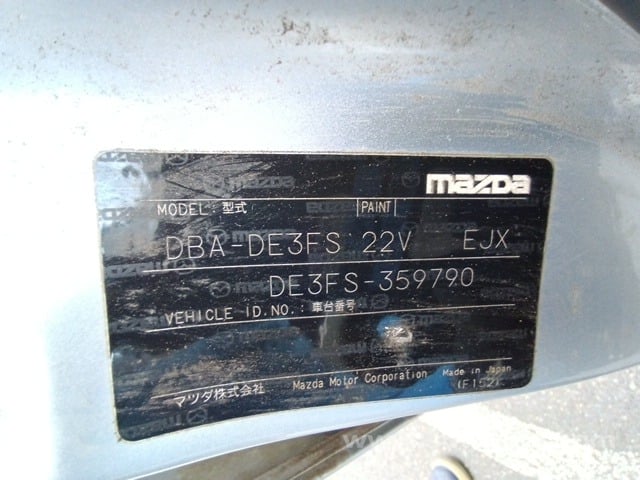 mazda
MODEL: 型式 PAINT
DBA-DE3FS 22V EJX
DE3FS-359790
VEHICLE ID.NO.: 車台番号
(Z)
マツダ株式会社 Mazda Motor Corporation Made in Japan
(F152)